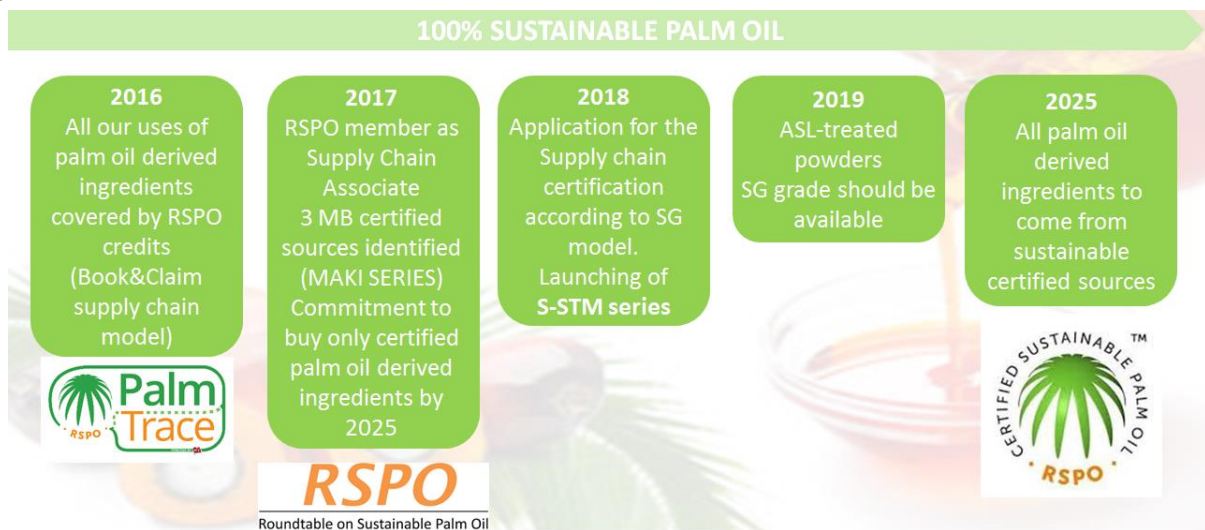 100% SUSTAINABLE PALM OIL
2016
All our uses of
palm oil derived
ingredients
covered by RSPO
credits
(Book&Claim
supply chain
model)
Palm
Trace
RSPO
2017
RSPO member as
Supply Chain
Associate
3 MB certified
sources identified
(MAKI SERIES)
Commitment to
buy only certified
palm oil derived
ingredients by
2025
RSPO
Roundtable on Sustainable Palm Oil
2018
Application for the
Supply chain
certification
according to SG
model.
Launching of
S-STM series
2019
ASL-treated
powders
SG grade should be
available
2025
All palm oil
derived
ingredients to
come from
sustainable
certified sources
CERTIFIED SUSTAINABLE PALM OIL TM
RSPO